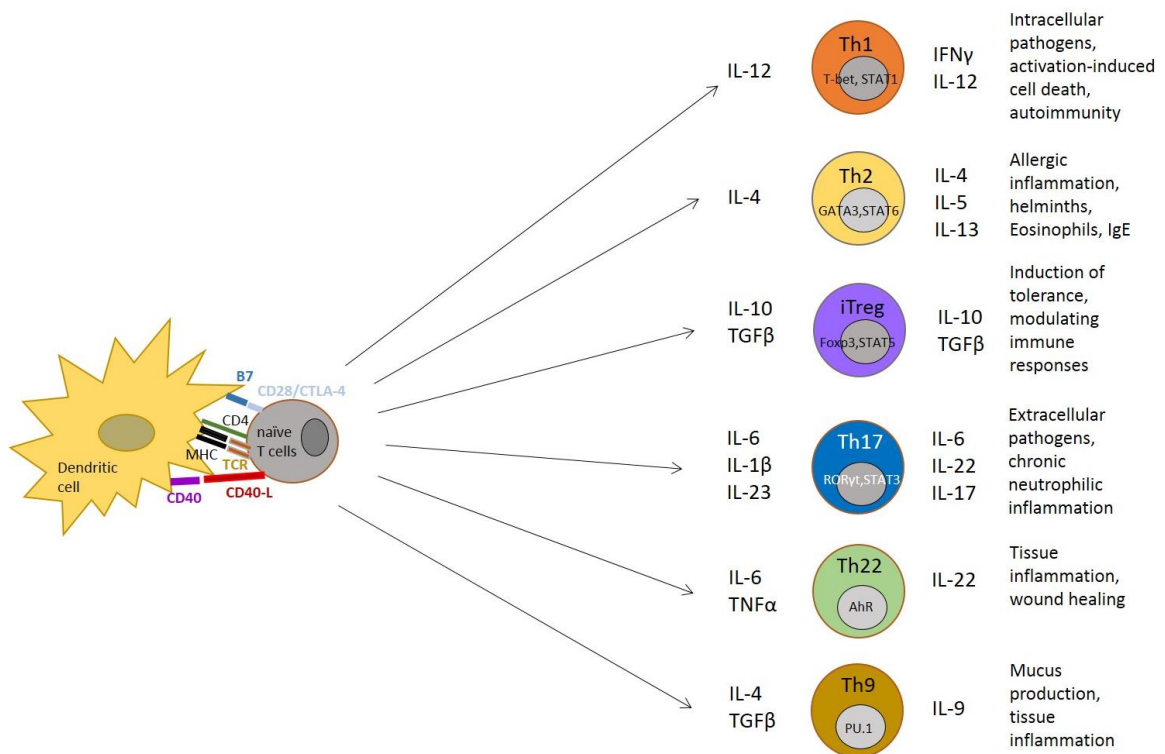 B7
CD28/CTLA-4
CD4
MHC
TCR
naïve
T cells
Dendritic
cell
CD40
CD40-L
IL-12
Th1
T-bet, STAT1
IFNγ
IL-12
Intracellular
pathogens,
activation-induced
cell death,
autoimmunity
IL-4
Th2
GATA3,STAT6
IL-4
IL-5
IL-13
Allergic
inflammation,
helminths,
Eosinophils, IgE
IL-10
TGFβ
iTreg
Foxp3,STAT5
IL-10
TGFβ
Induction of
tolerance,
modulating
immune
responses
IL-6
IL-1β
IL-23
Th17
RORγt,STAT3
IL-6
IL-22
IL-17
Extracellular
pathogens,
chronic
neutrophilic
inflammation
IL-6
TNFα
Th22
AhR
IL-22
Tissue
inflammation,
wound healing
IL-4
TGFβ
Th9
PU.1
IL-9
Mucus
production,
tissue
inflammation